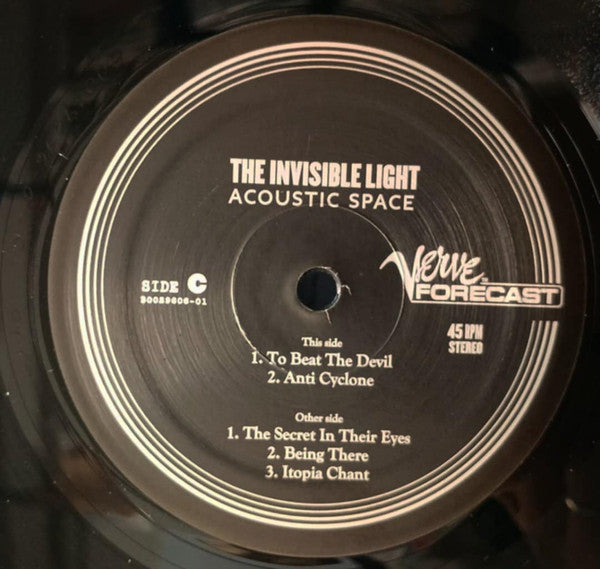 THE INVISIBLE LIGHT
ACOUSTIC SPACE
Verve™
FORECAST
SIDE C
B0029606-01
45 RPM
STEREO
This side
1. To Beat The Devil
2. Anti Cyclone
Other side
1. The Secret In Their Eyes
2. Being There
3. Itopia Chant